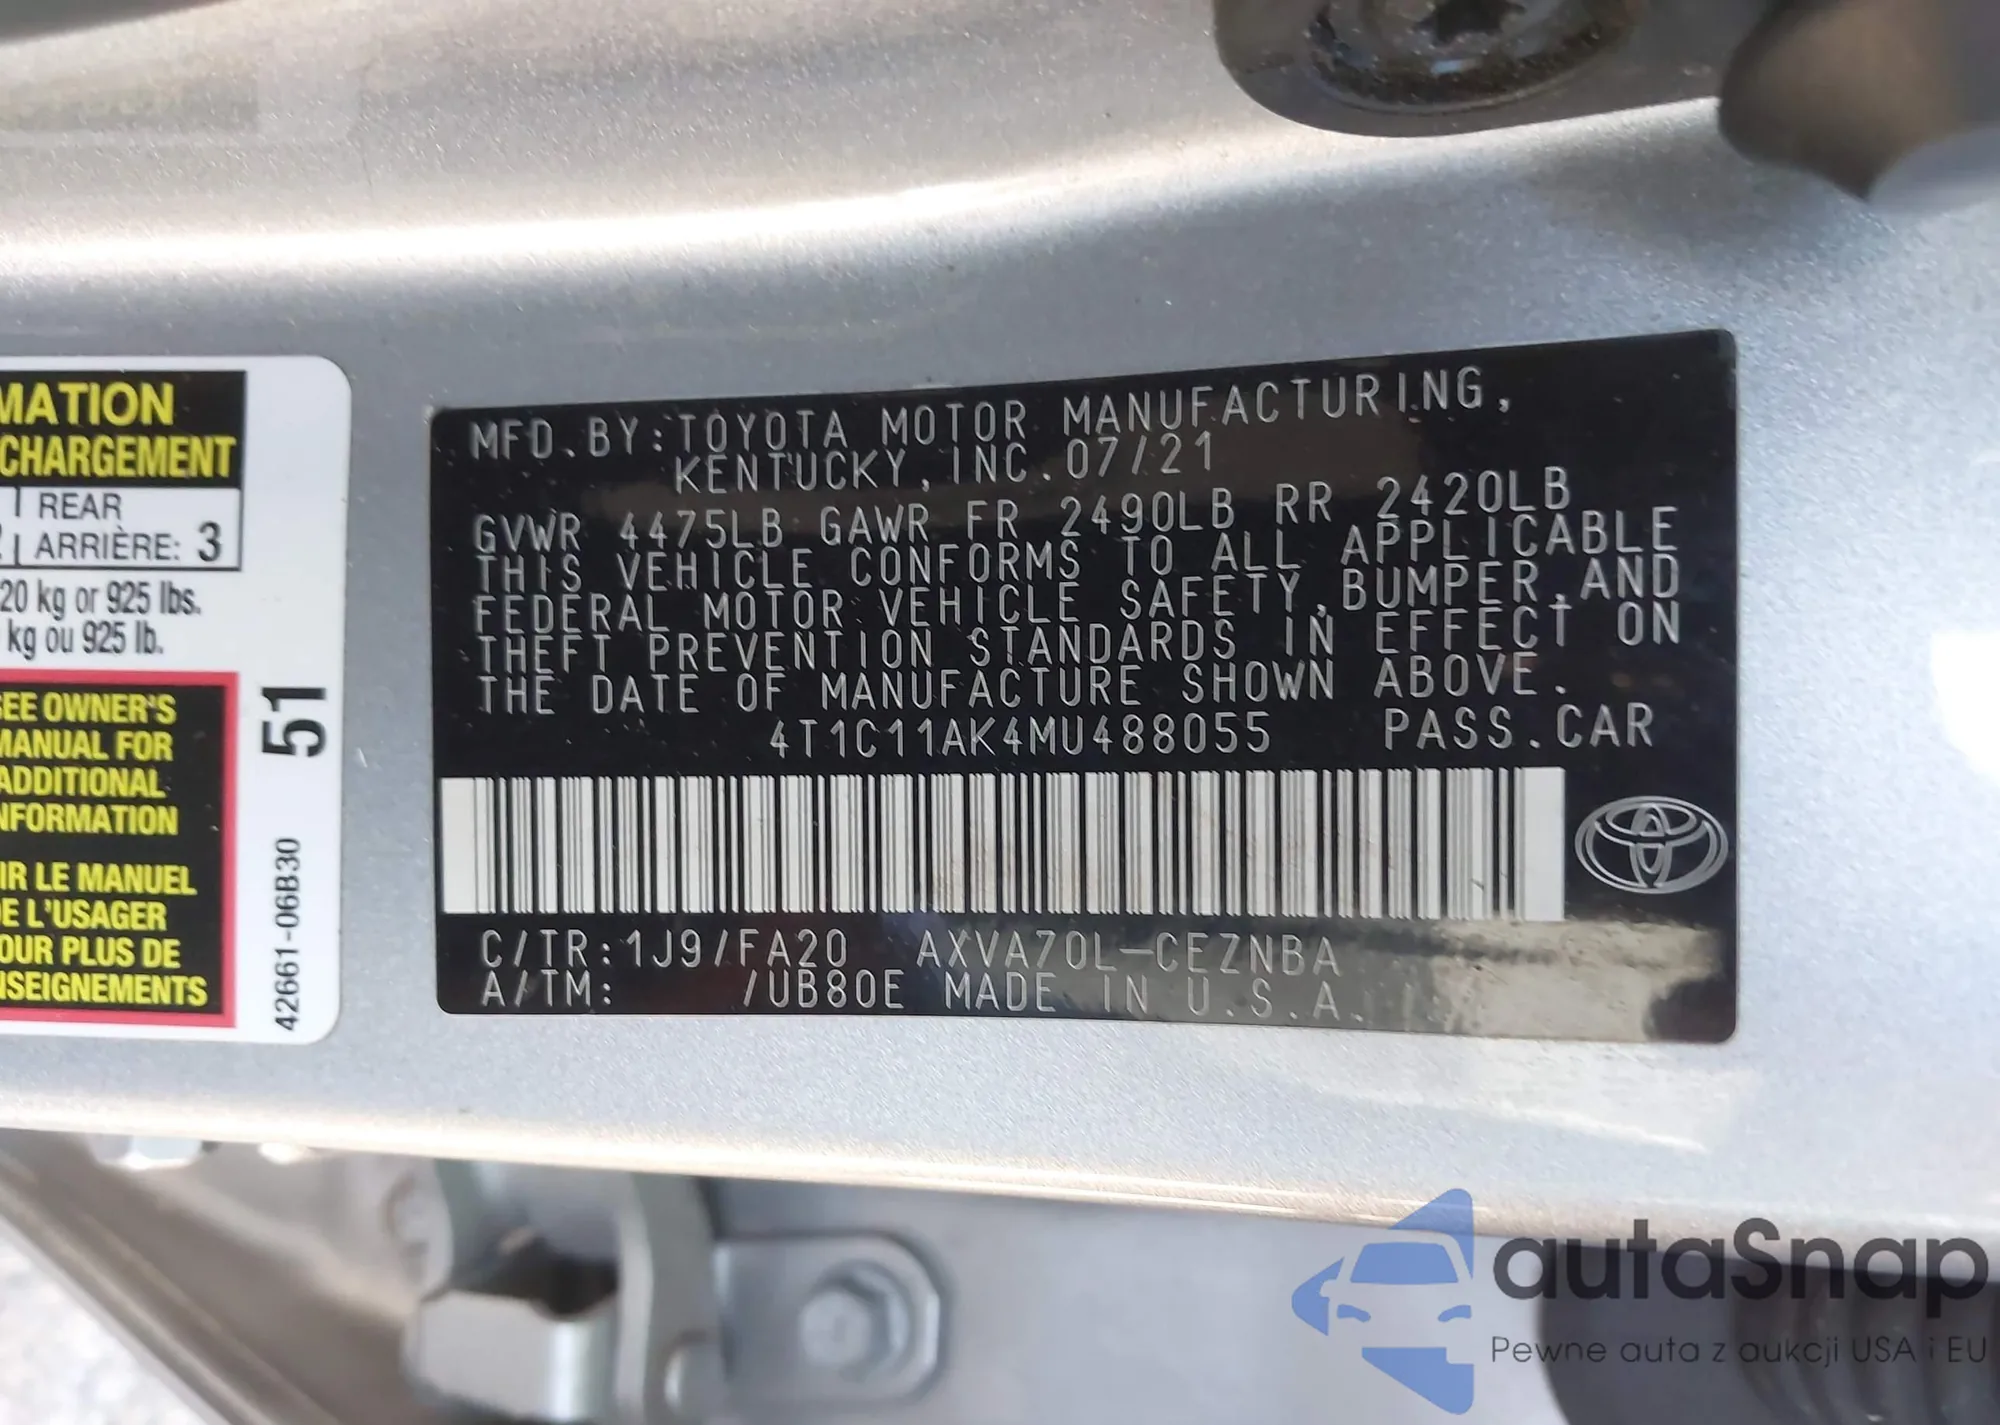 MATION
CHARGEMENT
REAR
ARRIÈRE: 3
20 kg or 925 lbs.
kg ou 925 lb.
SEE OWNER'S
MANUAL FOR
ADDITIONAL
INFORMATION
IR LE MANUEL
DE L'USAGER
OUR PLUS DE
NSEIGNEMENTS
51
42661-06B30
MFD. BY: TOYOTA MOTOR MANUFACTURING,
KENTUCKY, INC. 07/21
GVWR 4475LB GAWR FR 2490LB RR 2420LB
THIS VEHICLE CONFORMS TO ALL APPLICABLE
FEDERAL MOTOR VEHICLE SAFETY, BUMPER, AND
THEFT PREVENTION STANDARDS IN EFFECT ON
THE DATE OF MANUFACTURE SHOWN ABOVE.
4T1C11AK4MU488055 PASS. CAR
C/TR: 1J9/FA20 AXVA70L-CEZNBA
A/TM: /UB80E MADE IN U.S.A.
autaSnap
Pewne auta z aukcji USA i EU